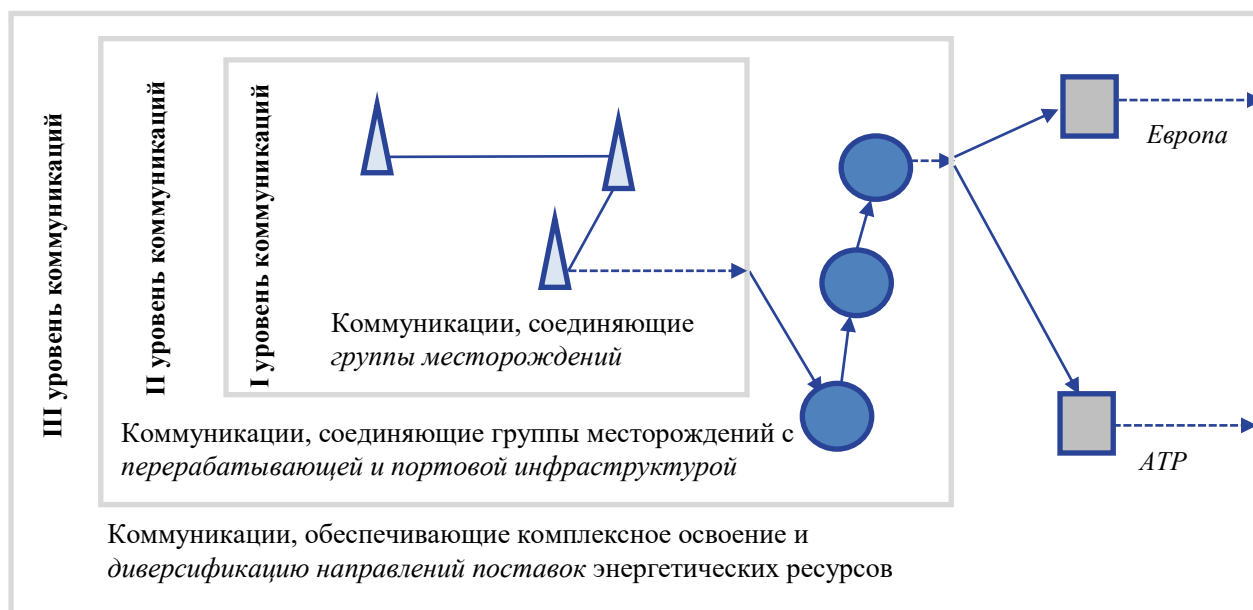 III уровень коммуникаций
II уровень коммуникаций
I уровень коммуникаций
Европа
Коммуникации, соединяющие
группы месторождений
Коммуникации, соединяющие группы месторождений с
перерабатывающей и портовой инфраструктурой
АТР
Коммуникации, обеспечивающие комплексное освоение и
диверсификацию направлений поставок энергетических ресурсов